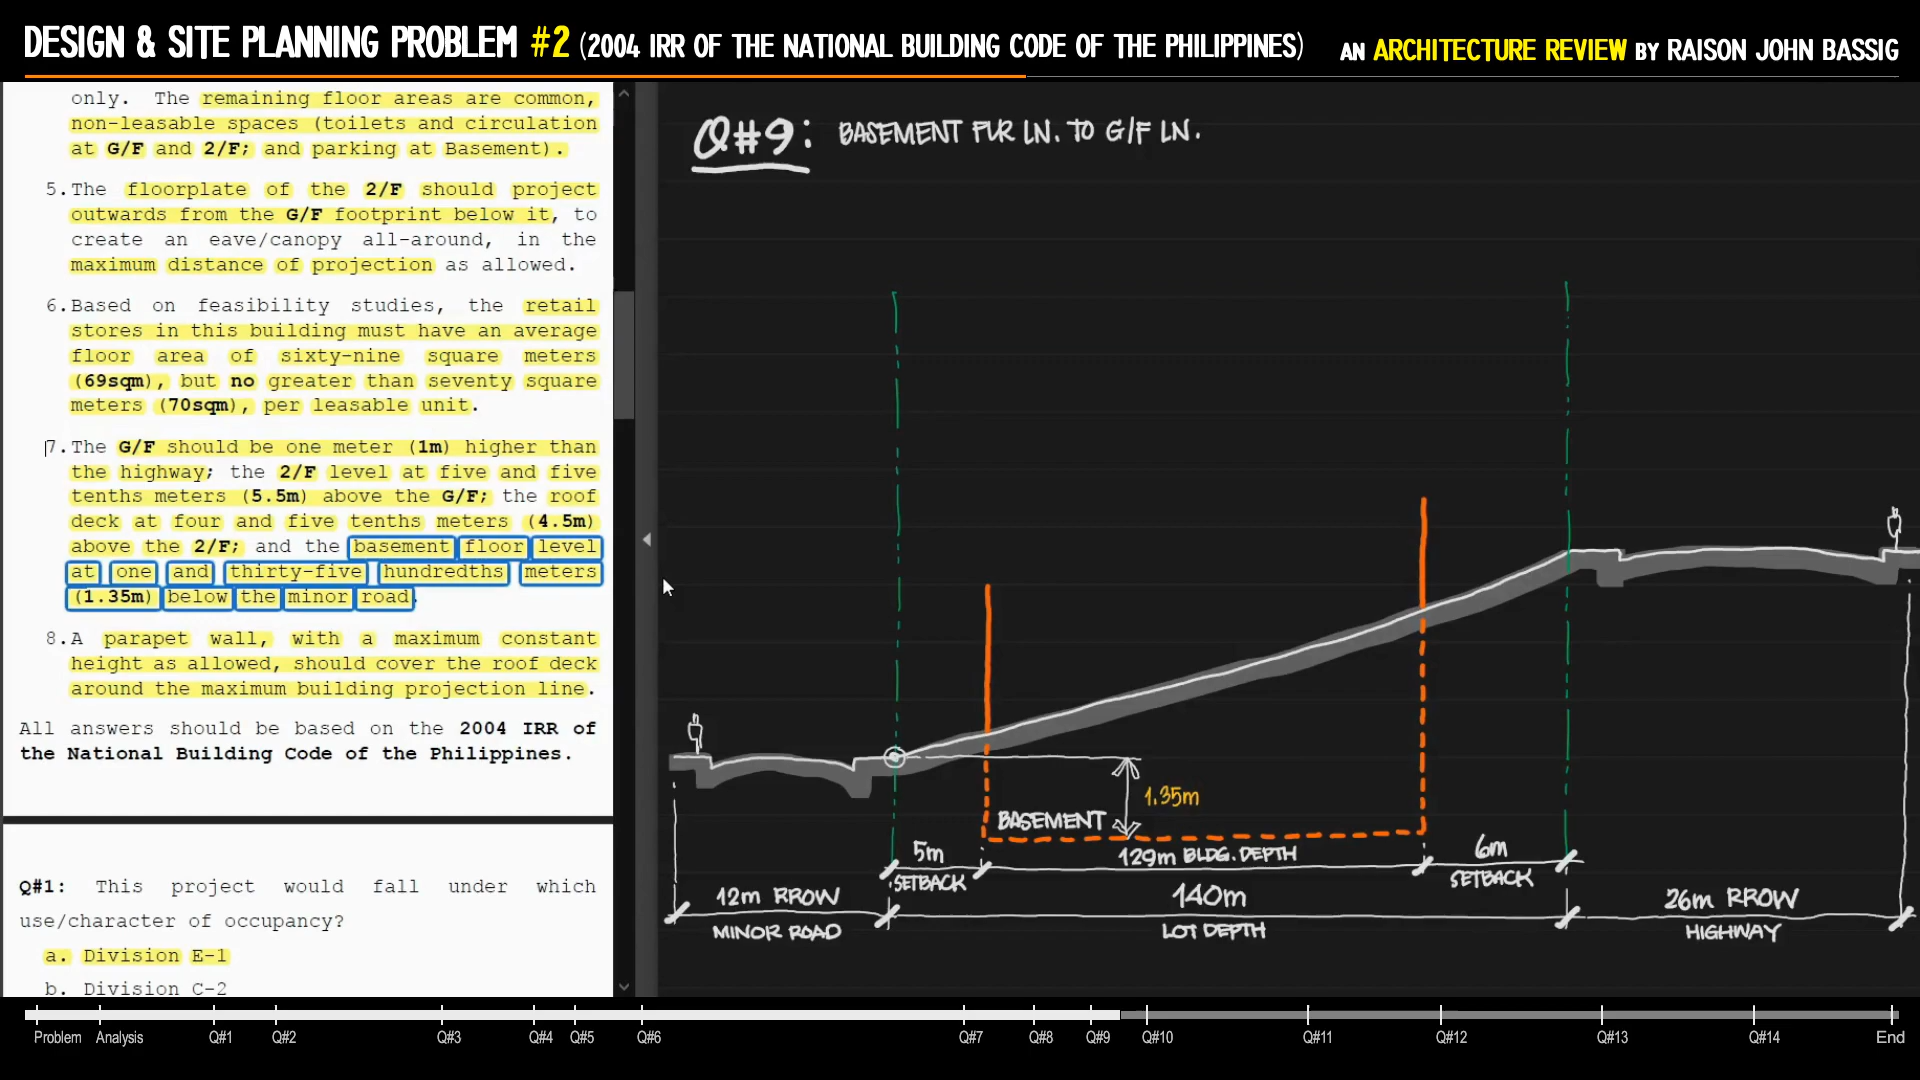 DESIGN & SITE PLANNING PROBLEM #2 (2004 IRR OF THE NATIONAL BUILDING CODE OF THE PHILIPPINES)
AN ARCHITECTURE REVIEW BY RAISON JOHN BASSIG
only. The remaining floor areas are common,
non-leasable spaces (toilets and circulation
at G/F and 2/F; and parking at Basement).
5. The floorplate of the 2/F should project
outwards from the G/F footprint below it, to
create an eave/canopy all-around, in the
maximum distance of projection as allowed.
6. Based on feasibility studies, the retail
stores in this building must have an average
floor area of sixty-nine square meters
(69sqm), but no greater than seventy square
meters (70sqm), per leasable unit.
7. The G/F should be one meter (1m) higher than
the highway; the 2/F level at five and five
tenths meters (5.5m) above the G/F; the roof
deck at four and five tenths meters (4.5m)
above the 2/F; and the basement floor level
at one and thirty-five hundredths meters
(1.35m) below the minor road.
8. A parapet wall, with a maximum constant
height as allowed, should cover the roof deck
around the maximum building projection line.
All answers should be based on the 2004 IRR of
the National Building Code of the Philippines.
Q#1: This project would fall under which
use/character of occupancy?
a. Division E-1
b. Division C-2
Q#9: BASEMENT FLR LN. TO G/F LN.
1.35m
BASEMENT
5m
SETBACK
129m BLDG. DEPTH
6m
SETBACK
12m RROW
MINOR ROAD
140m
LOT DEPTH
26m RROW
HIGHWAY
Problem Analysis Q#1 Q#2 Q#3 Q#4 Q#5 Q#6 Q#7 Q#8 Q#9 Q#10 Q#11 Q#12 Q#13 Q#14 End